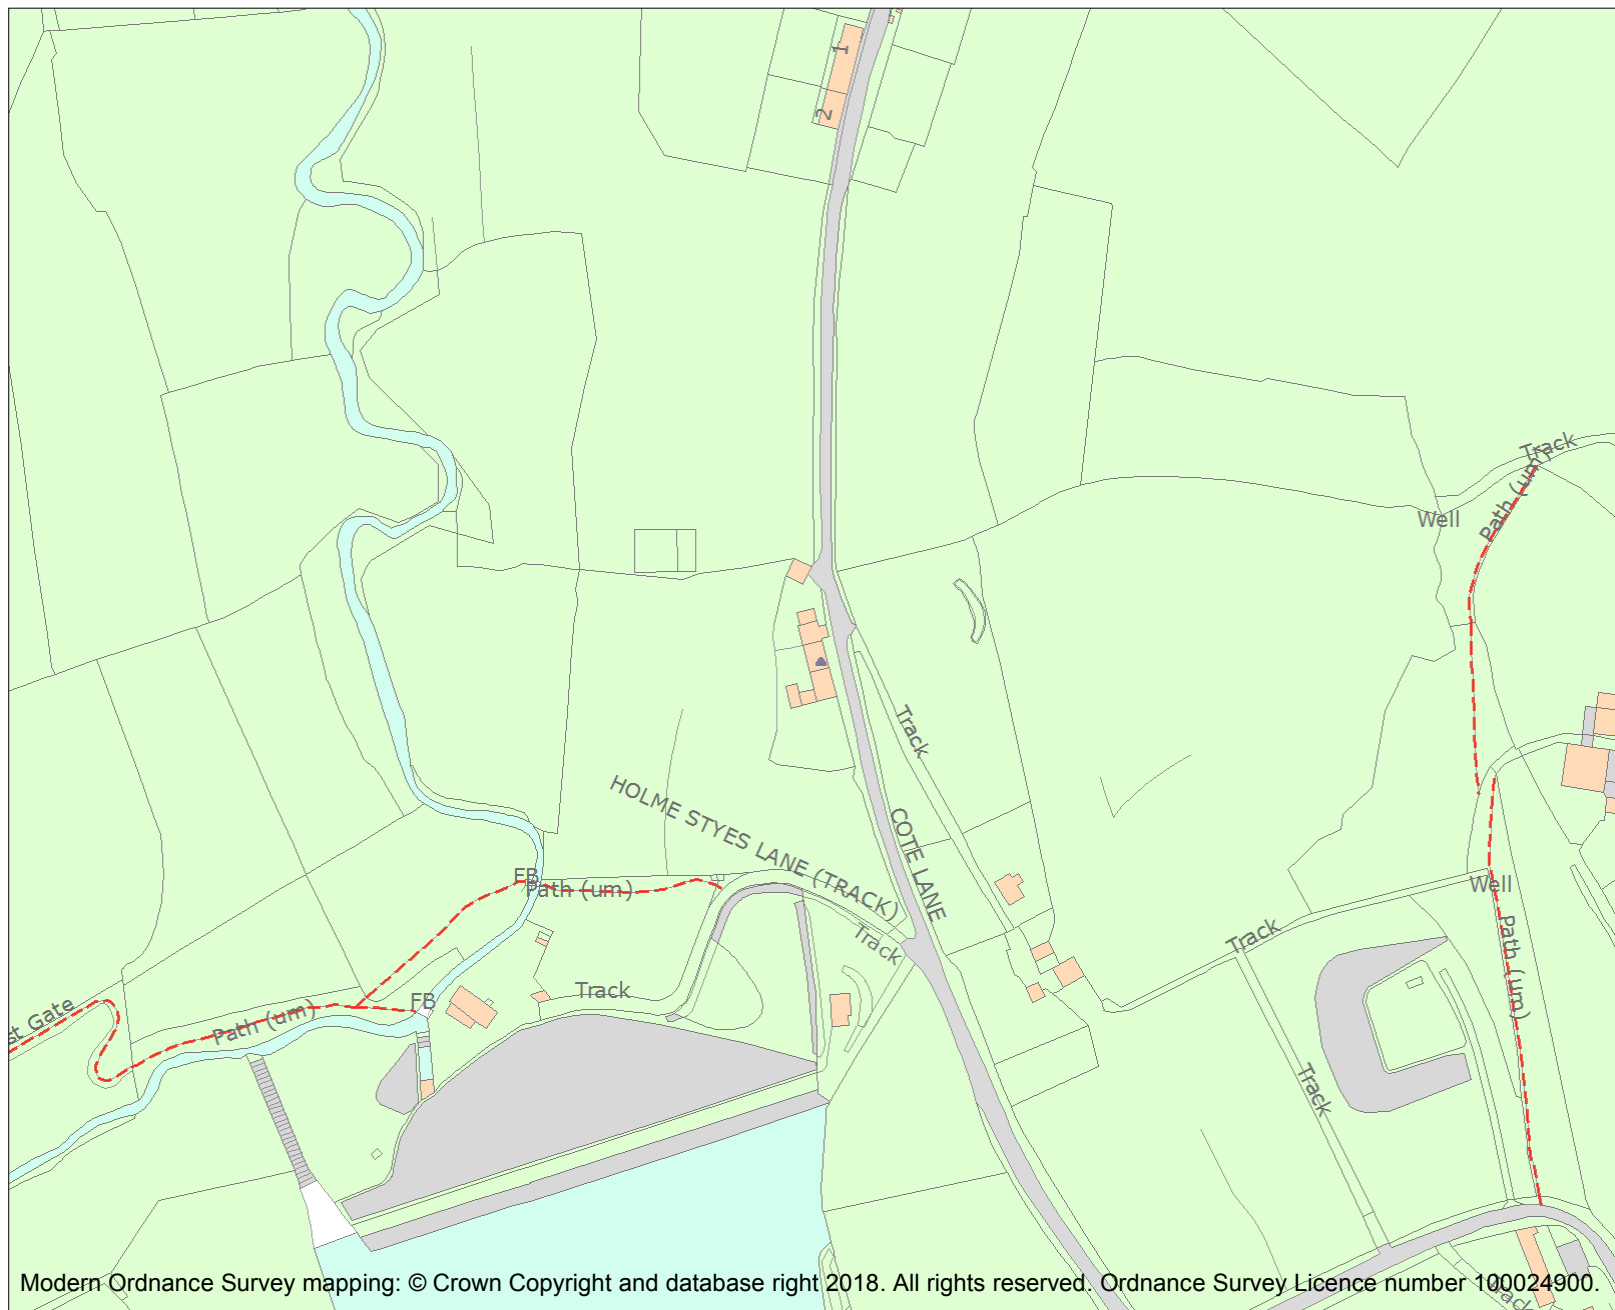 1
2
Track
Path (um)
Well
Track
HOLME STYES LANE (TRACK)
COTE LANE
FB
Path (um)
Well
Track
Track
Path (um)
Track
FB
st Gate
Path (um)
Track
Track
Modern Ordnance Survey mapping: © Crown Copyright and database right 2018. All rights reserved. Ordnance Survey Licence number 100024900.